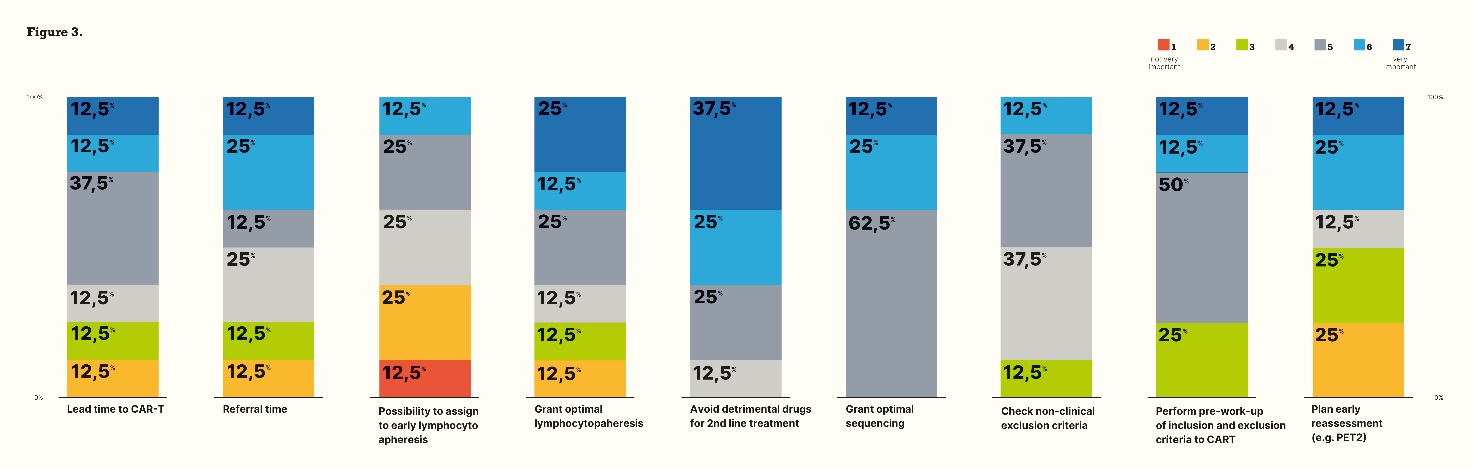 Figure 3.
1 2 3 4 5 6 7
not very
important
very
important
100%
100%
12,5% 12,5% 12,5% 25% 37,5% 12,5% 12,5% 12,5% 12,5%
12,5% 25% 25% 12,5% 25% 25% 37,5% 12,5% 25%
37,5% 12,5% 25% 25% 25% 62,5% 37,5% 50% 12,5%
12,5% 25% 25% 12,5% 12,5% 12,5% 25% 25%
12,5% 12,5% 12,5% 12,5% 25%
12,5% 12,5% 12,5%
0%
0%
Lead time to CAR-T
Referral time
Possibility to assign
to early lymphocyto
apheresis
Grant optimal
lymphocytopaheresis
Avoid detrimental drugs
for 2nd line treatment
Grant optimal
sequencing
Check non-clinical
exclusion criteria
Perform pre-work-up
of inclusion and exclusion
criteria to CART
Plan early
reassessment
(e.g. PET2)